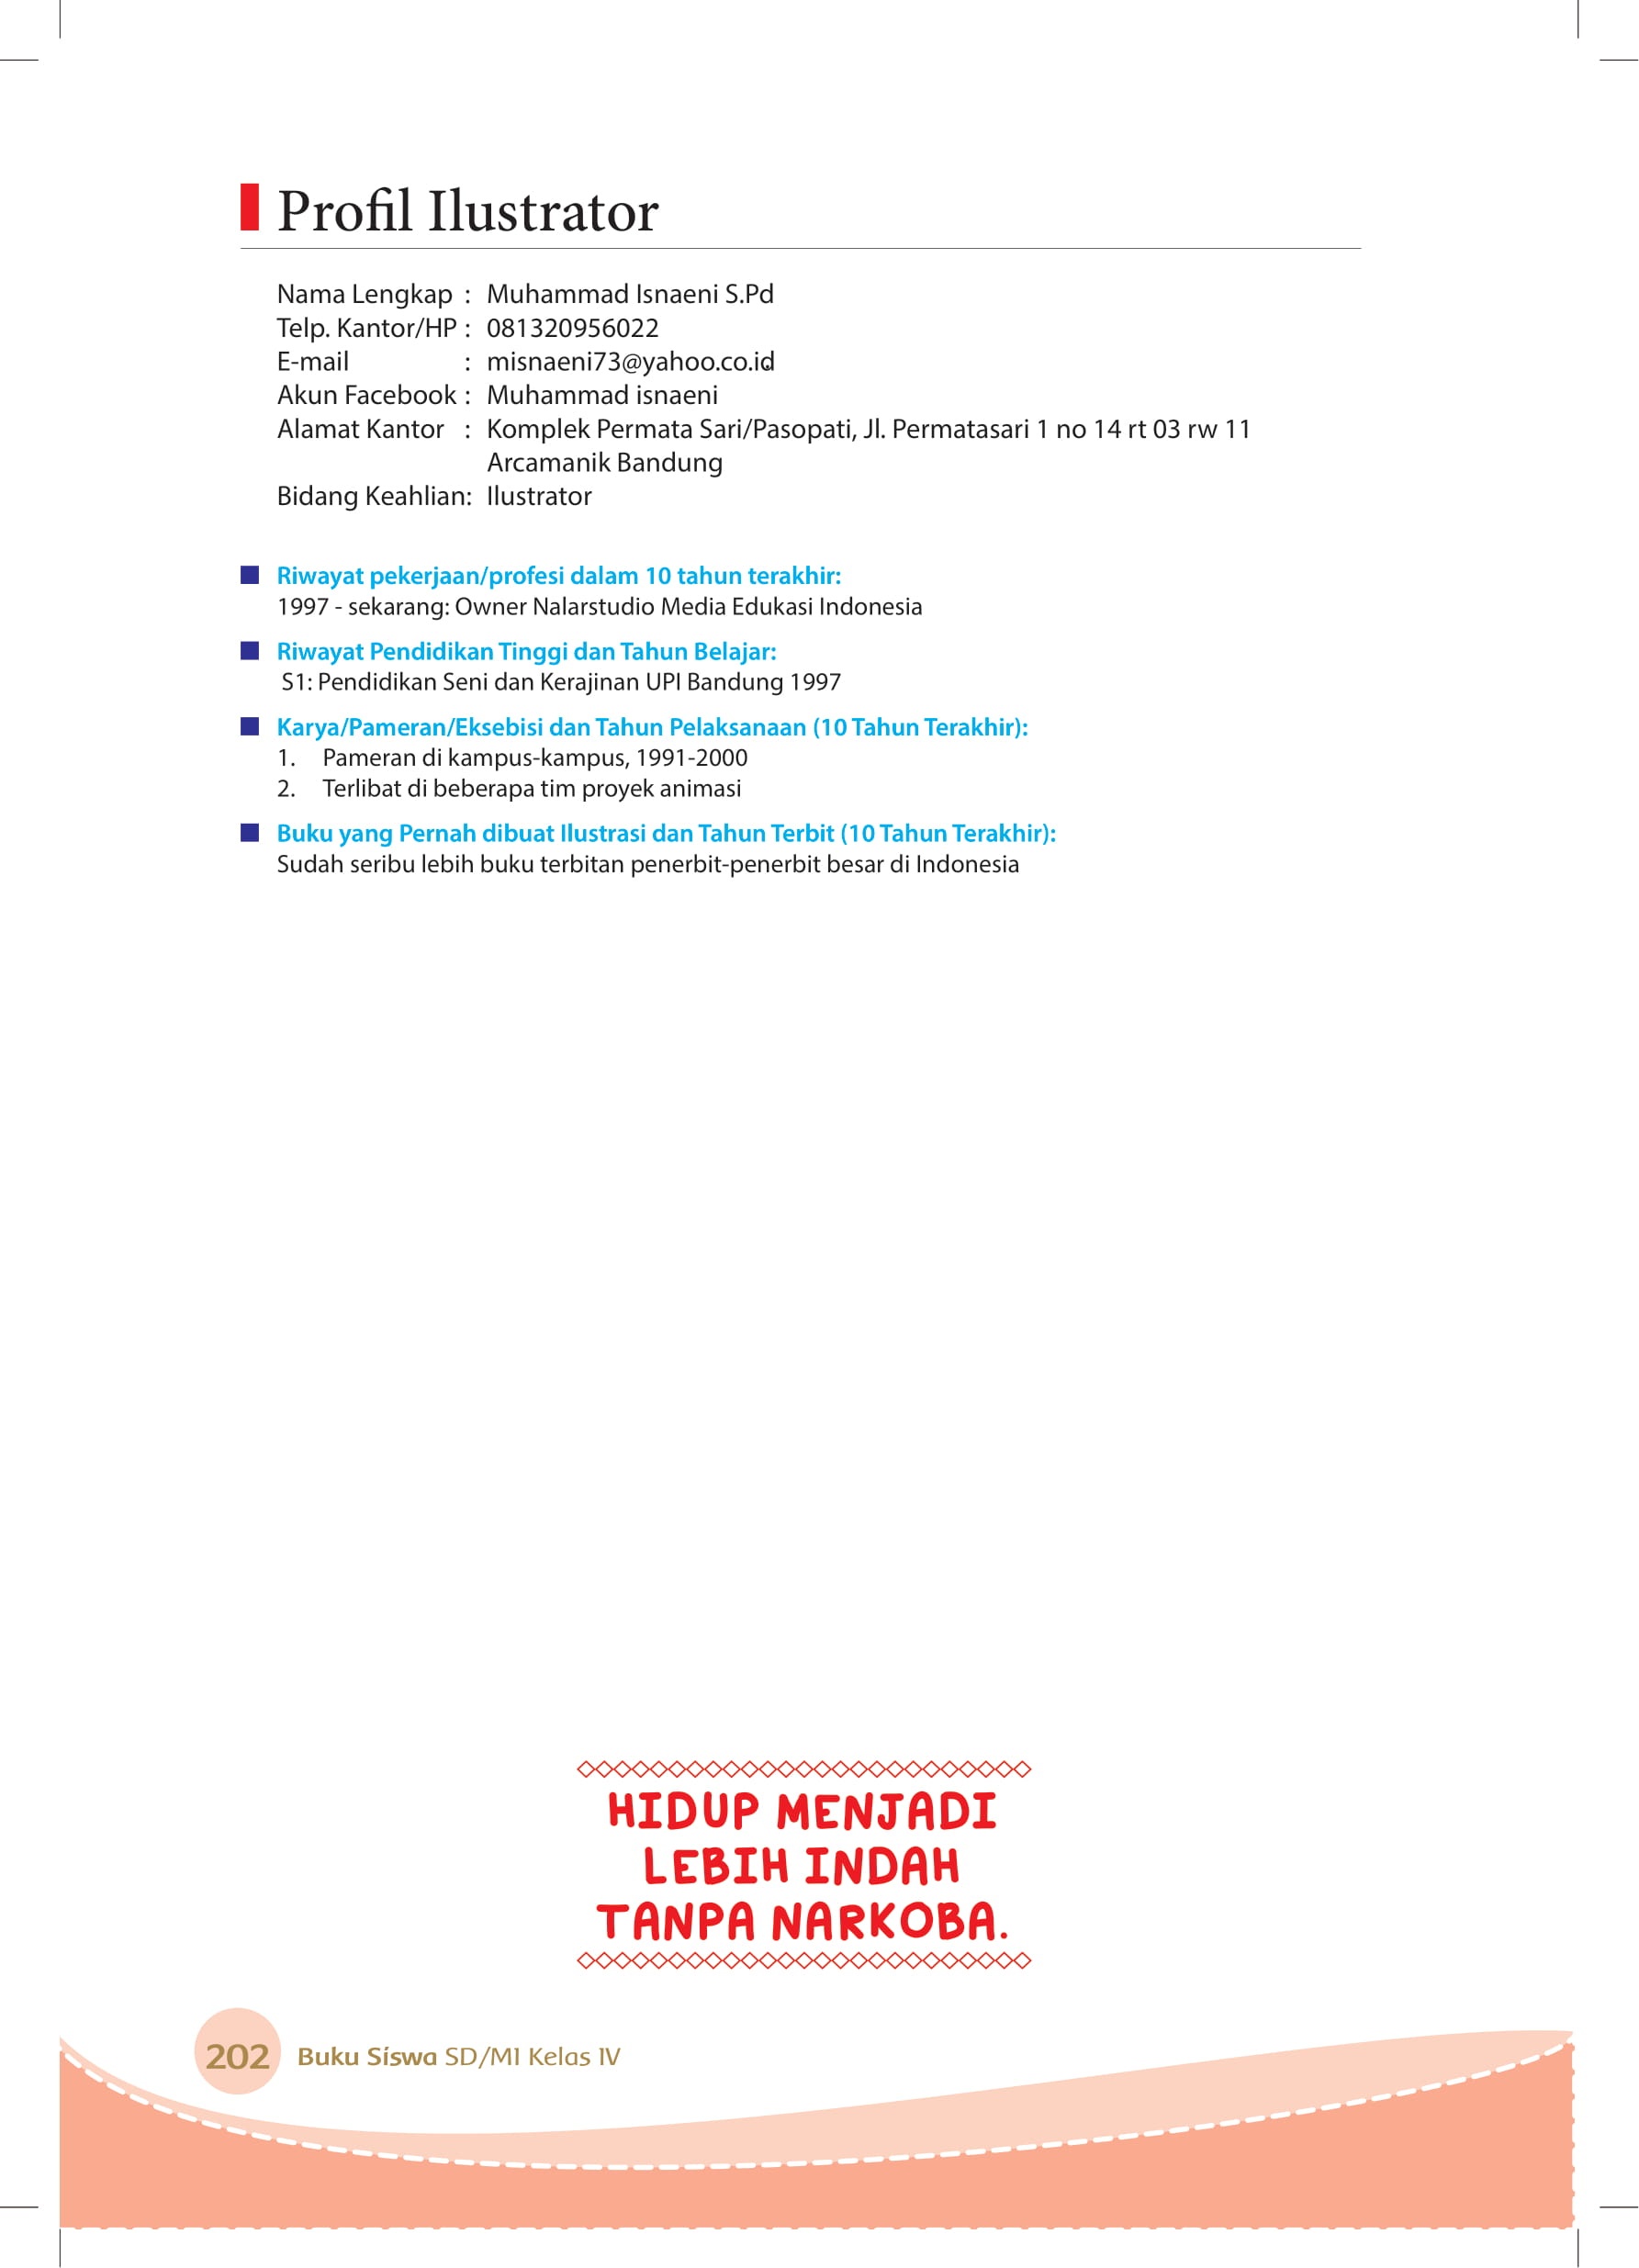 Profil Ilustrator
Nama Lengkap : Muhammad Isnaeni S.Pd
Telp. Kantor/HP : 081320956022
E-mail : misnaeni73@yahoo.co.id
Akun Facebook : Muhammad isnaeni
Alamat Kantor : Komplek Permata Sari/Pasopati, Jl. Permatasari 1 no 14 rt 03 rw 11
Arcamanik Bandung
Bidang Keahlian: Ilustrator
Riwayat pekerjaan/profesi dalam 10 tahun terakhir:
1997 - sekarang: Owner Nalarstudio Media Edukasi Indonesia
Riwayat Pendidikan Tinggi dan Tahun Belajar:
S1: Pendidikan Seni dan Kerajinan UPI Bandung 1997
Karya/Pameran/Eksebisi dan Tahun Pelaksanaan (10 Tahun Terakhir):
1. Pameran di kampus-kampus, 1991-2000
2. Terlibat di beberapa tim proyek animasi
Buku yang Pernah dibuat Ilustrasi dan Tahun Terbit (10 Tahun Terakhir):
Sudah seribu lebih buku terbitan penerbit-penerbit besar di Indonesia
HIDUP MENJADI
LEBIH INDAH
TANPA NARKOBA.
202 Buku Siswa SD/MI Kelas IV